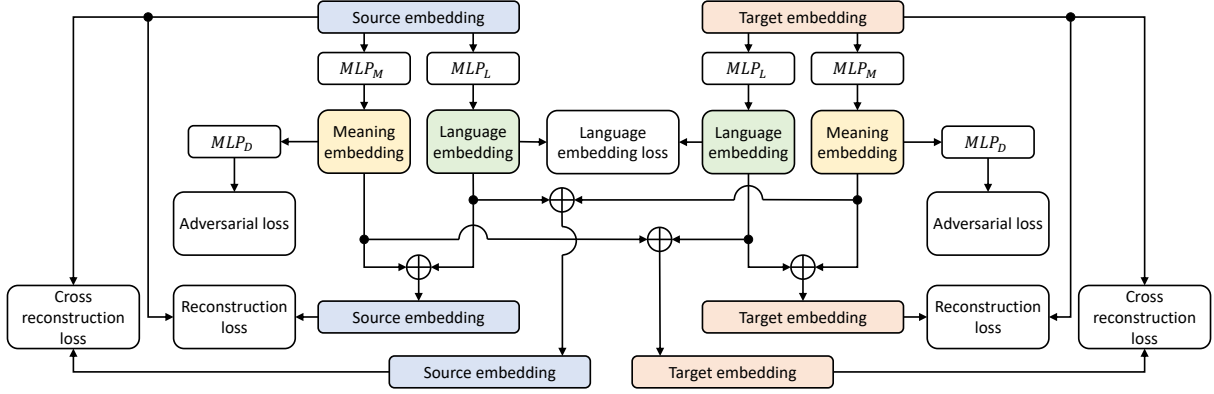 Source embedding
Target embedding
MLP_M
MLP_L
MLP_L
MLP_M
Meaning
embedding
Language
embedding
Language
embedding loss
Language
embedding
Meaning
embedding
MLP_D
MLP_D
Adversarial loss
Adversarial loss
Cross
reconstruction
loss
Reconstruction
loss
Source embedding
Target embedding
Reconstruction
loss
Cross
reconstruction
loss
Source embedding
Target embedding